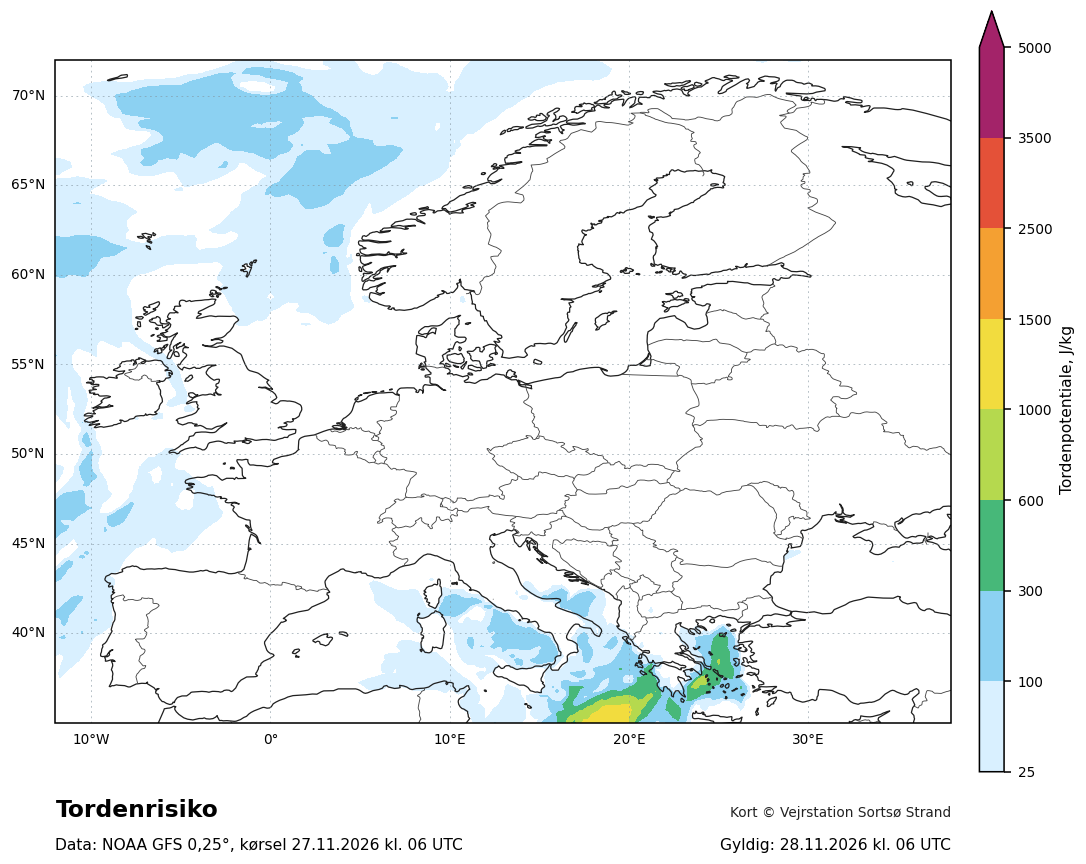 70°N
65°N
60°N
55°N
50°N
45°N
40°N
10°W
0°
10°E
20°E
30°E
5000
3500
2500
1500
1000
600
300
100
25
Tordenpotentiale, J/kg
Tordenrisiko
Kort © Vejrstation Sortsø Strand
Data: NOAA GFS 0,25°, kørsel 27.11.2026 kl. 06 UTC
Gyldig: 28.11.2026 kl. 06 UTC